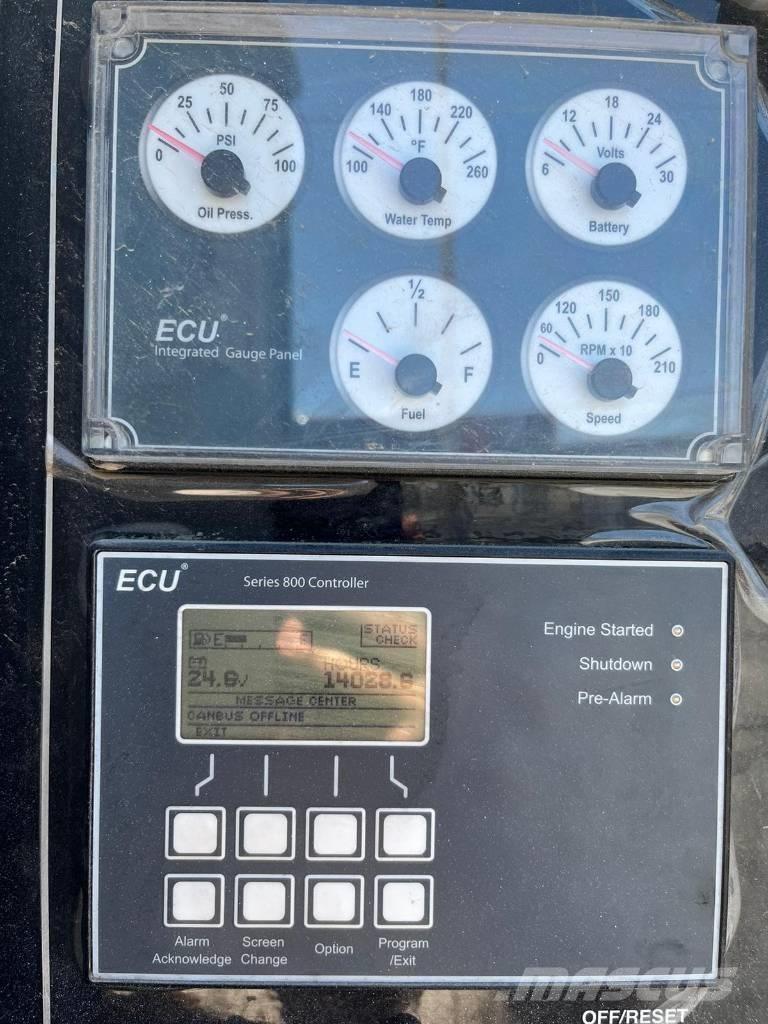 0 25 50 75 100
PSI
Oil Press.
100 140 180 220 260
°F
Water Temp
6 12 18 24 30
Volts
Battery
ECU®
Integrated Gauge Panel
E ½ F
Fuel
0 60 120 150 180 210
RPM x 10
Speed
ECU®
Series 800 Controller
E F
STATUS
CHECK
HOURS
24.6V 14028.6
MESSAGE CENTER
CANBUS OFFLINE
EXIT
Engine Started
Shutdown
Pre-Alarm
Alarm
Acknowledge
Screen
Change
Option
Program
/Exit
MASCUS
OFF/RESET